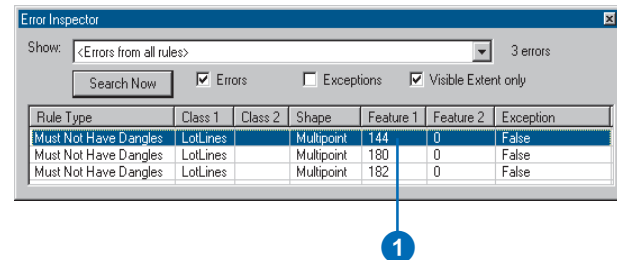 Error Inspector
Show: <Errors from all rules> 3 errors
Search Now Errors Exceptions Visible Extent only
Rule Type Class 1 Class 2 Shape Feature 1 Feature 2 Exception
Must Not Have Dangles LotLines Multipoint 144 0 False
Must Not Have Dangles LotLines Multipoint 180 0 False
Must Not Have Dangles LotLines Multipoint 182 0 False
1